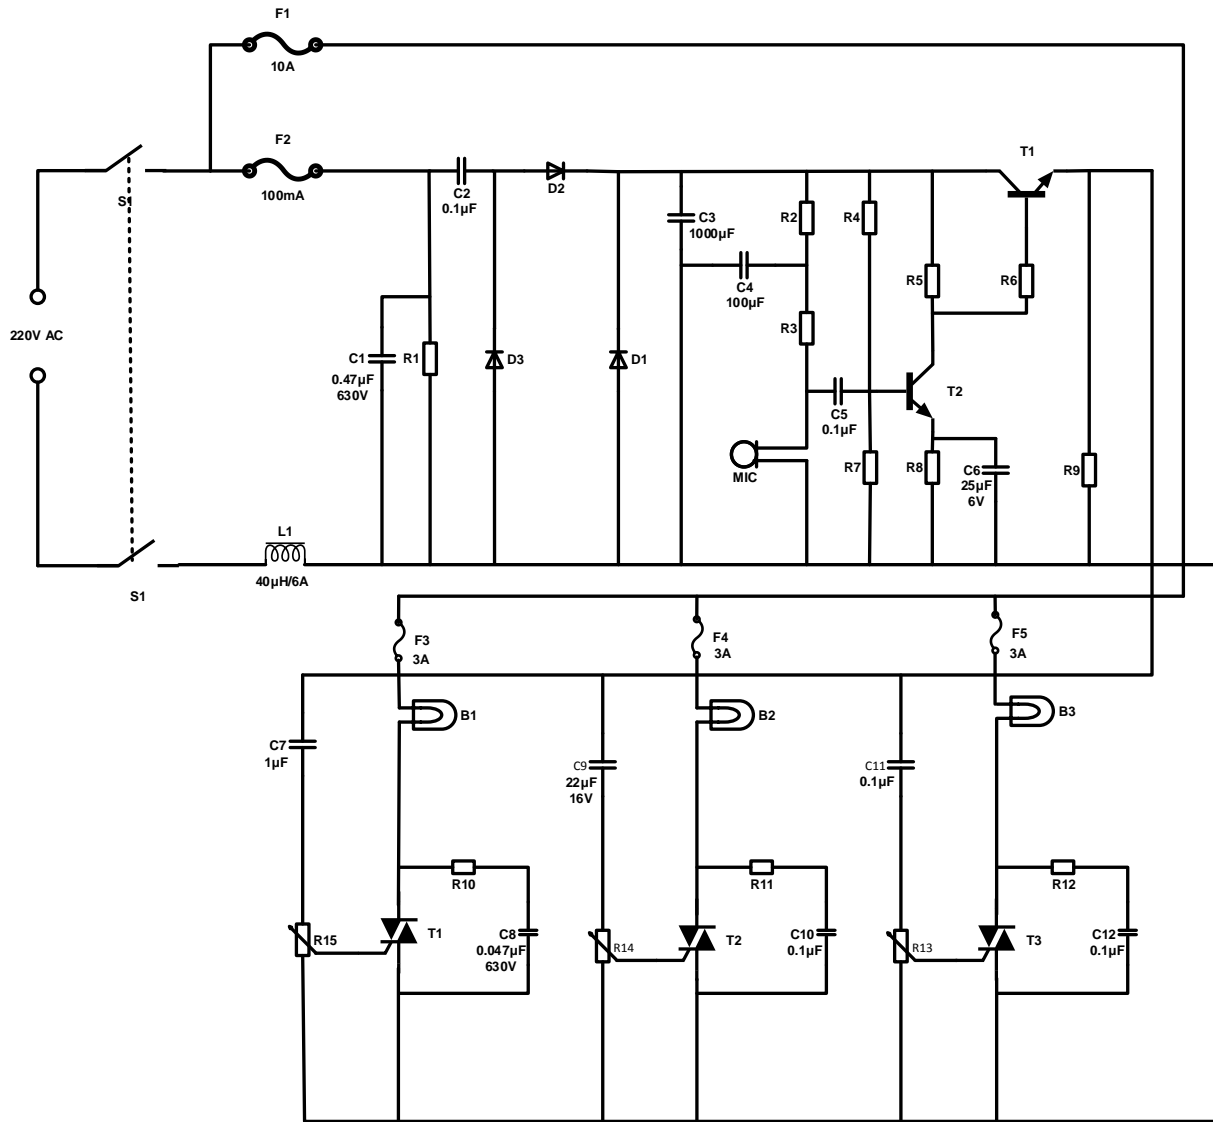 F1
10A
F2
100mA
S1
220V AC
C1
0.47µF
630V
R1
C2
0.1µF
D2
D3
D1
C3
1000µF
C4
100µF
R2
R3
R4
C5
0.1µF
MIC
R7
R5
R6
T1
T2
R8
C6
25µF
6V
R9
L1
40µH/6A
S1
F3
3A
F4
3A
F5
3A
B1
B2
B3
C7
1µF
C9
22µF
16V
C11
0.1µF
R10
R11
R12
R15
T1
C8
0.047µF
630V
R14
T2
C10
0.1µF
R13
T3
C12
0.1µF